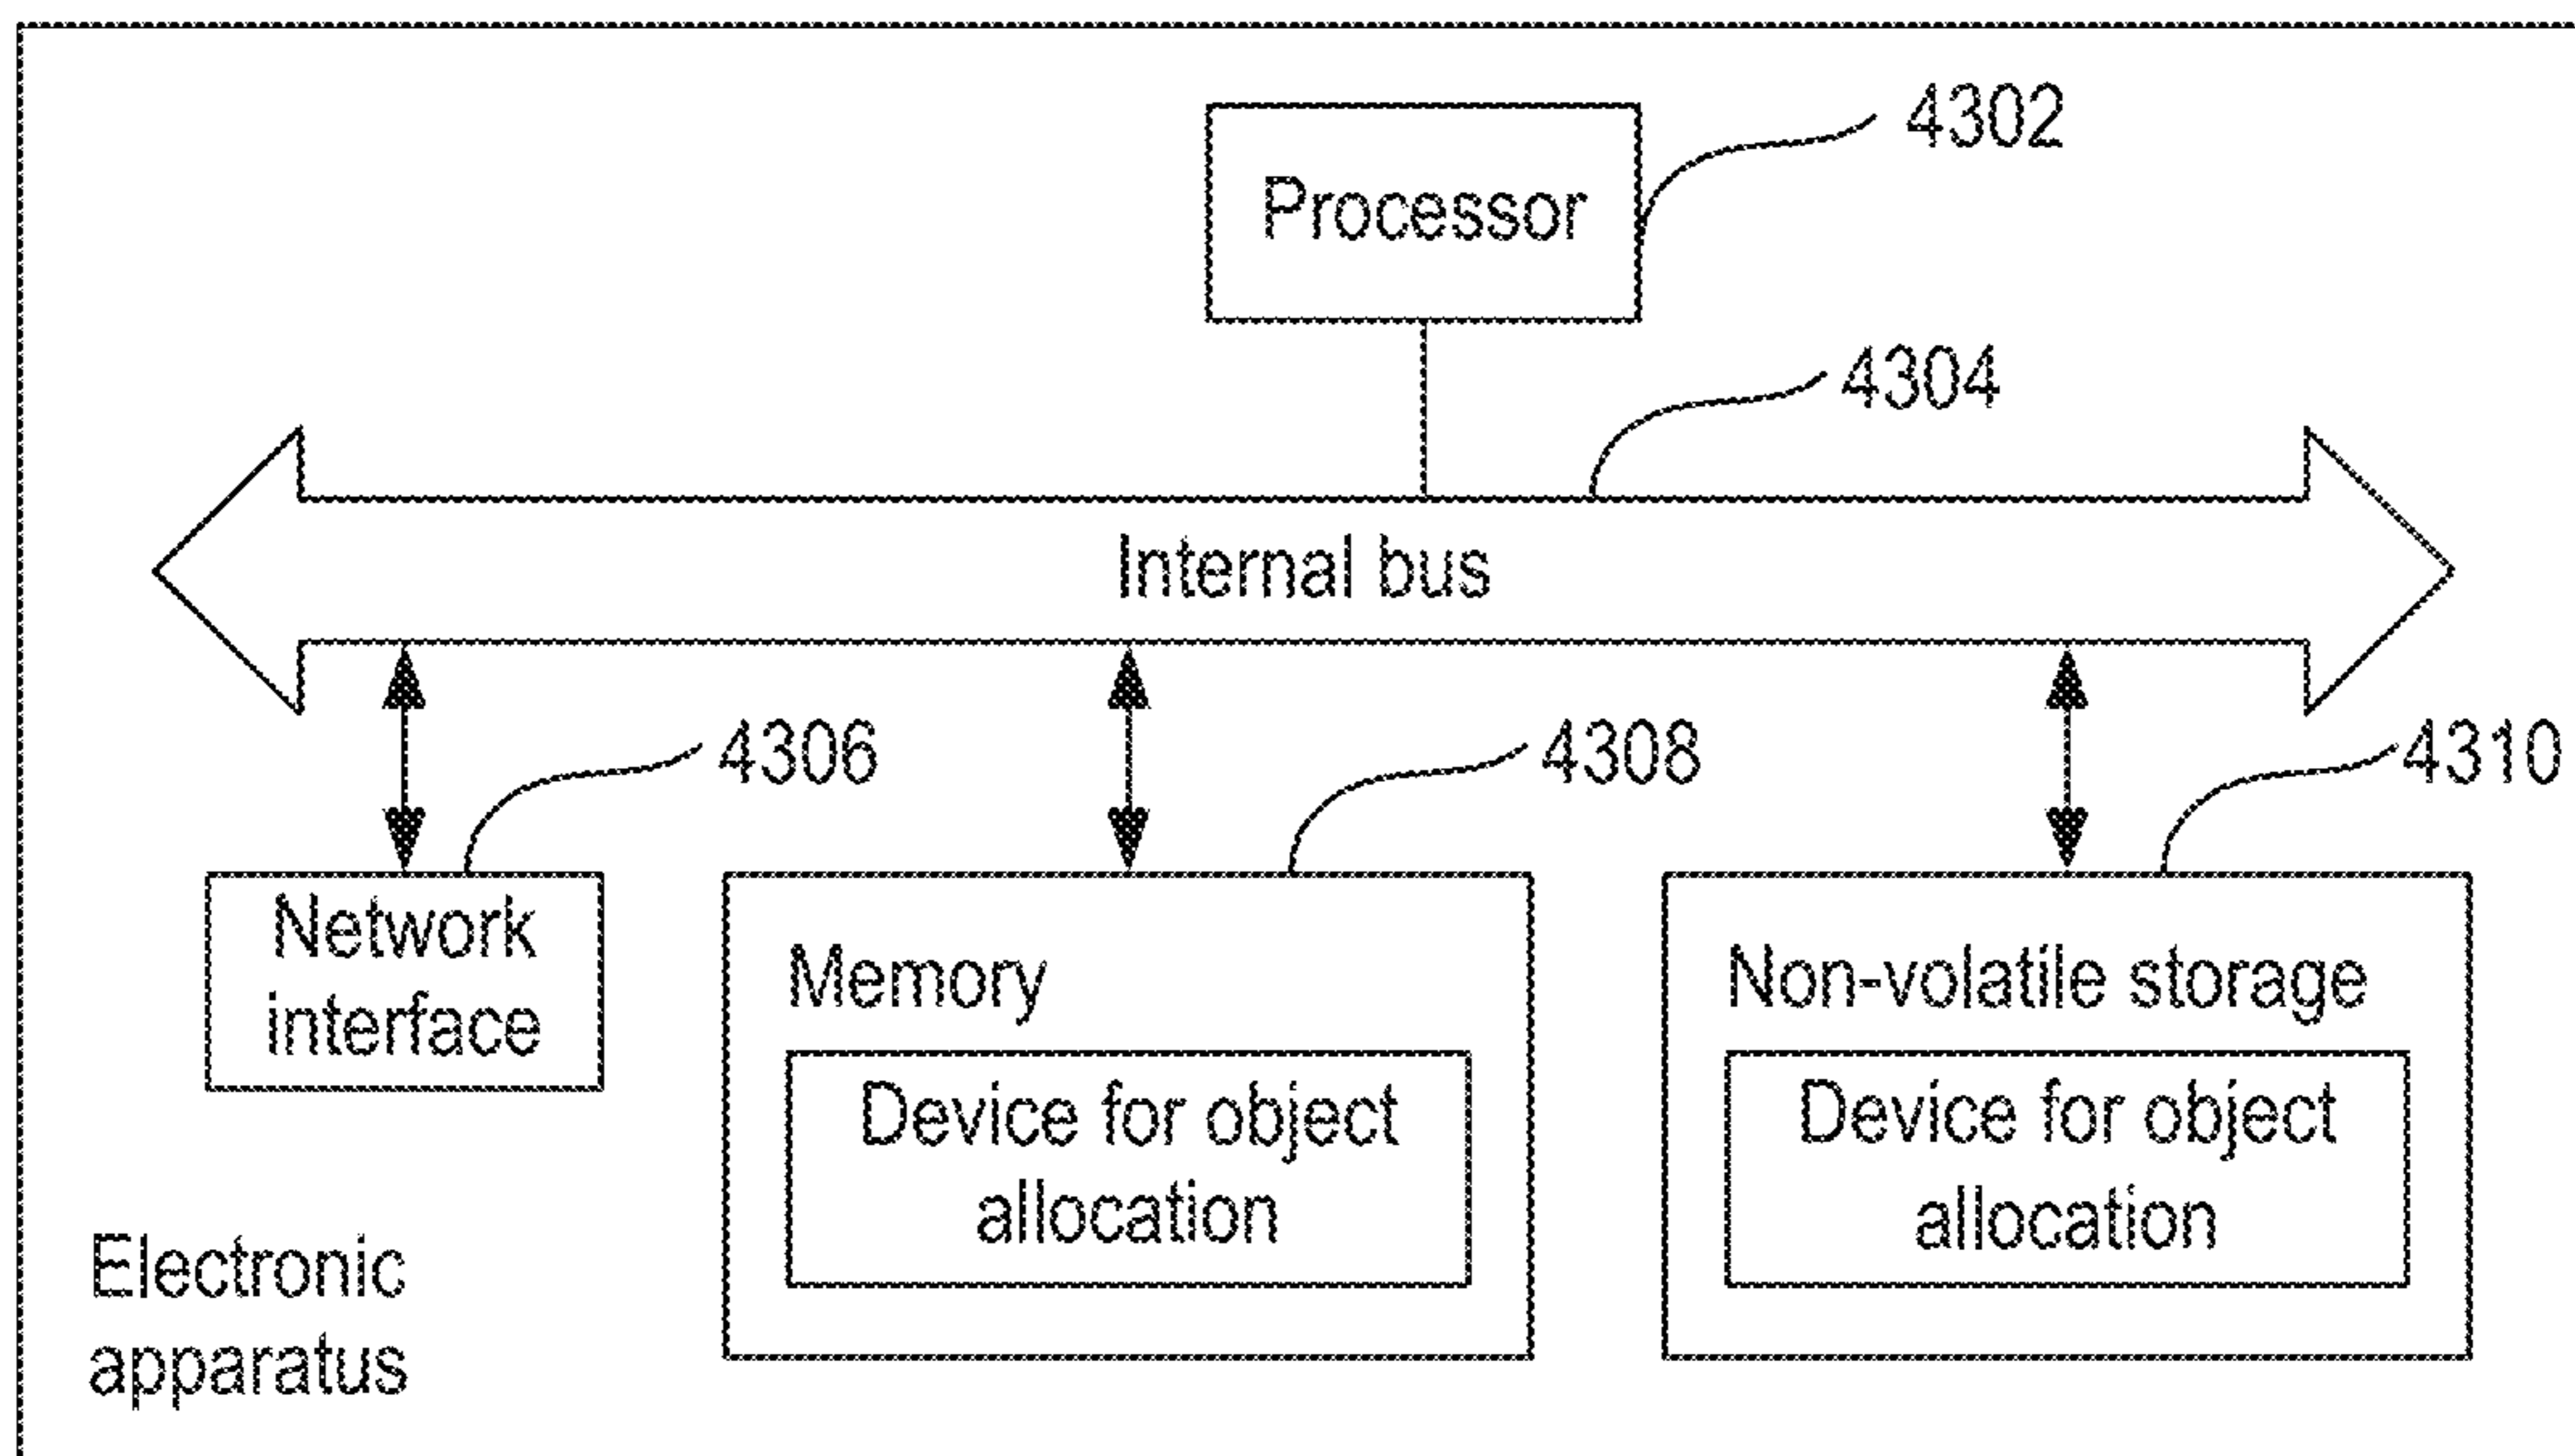 4302
Processor
4304
Internal bus
4306
4308
4310
Network
interface
Memory
Device for object
allocation
Non-volatile storage
Device for object
allocation
Electronic
apparatus